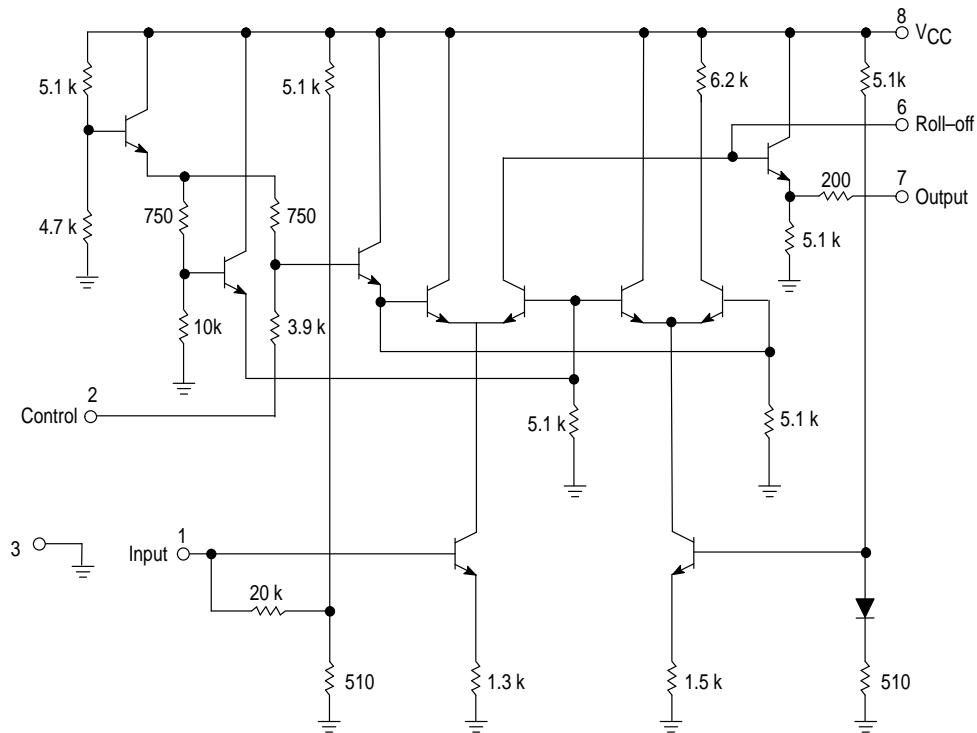 8
VCC
5.1 k
5.1 k
6.2 k
5.1k
6
Roll–off
200
7
Output
4.7 k
750
750
5.1 k
10k
3.9 k
2
Control
5.1 k
5.1 k
3
Input
1
20 k
510
1.3 k
1.5 k
510